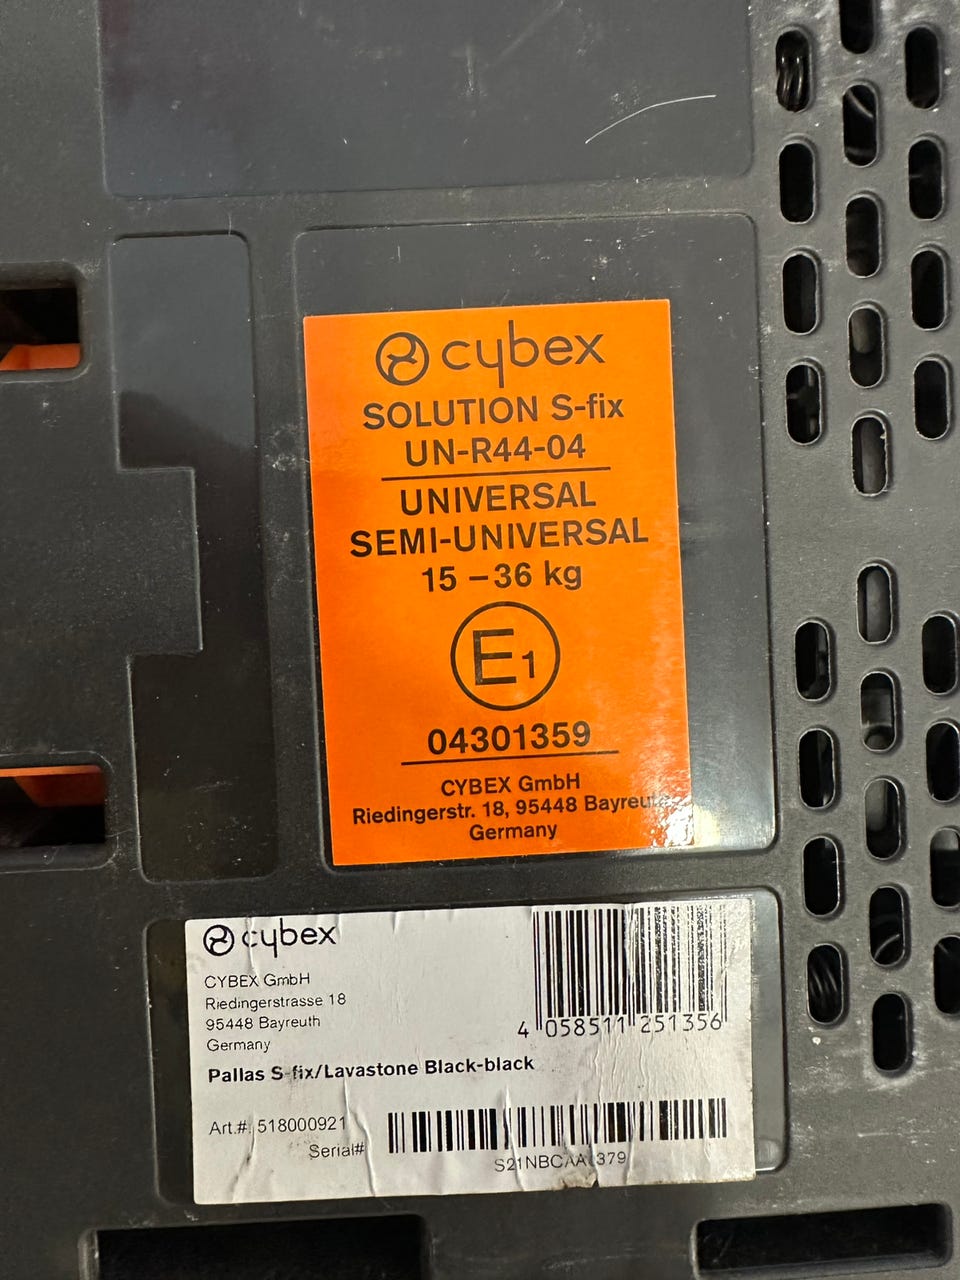 cybex
SOLUTION S-fix
UN-R44-04
UNIVERSAL
SEMI-UNIVERSAL
15 – 36 kg
E1
04301359
CYBEX GmbH
Riedingerstr. 18, 95448
Germany
cybex
CYBEX GmbH
Riedingerstrasse 18
95448 Bayreuth
Germany
4 058511 251356
Pallas S-fix/Lavastone Black-black
Art.#: 518000921
Serial#